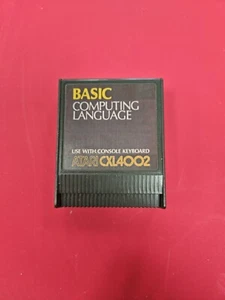 BASIC
COMPUTING
LANGUAGE
USE WITH CONSOLE KEYBOARD
ATARI CXL4002